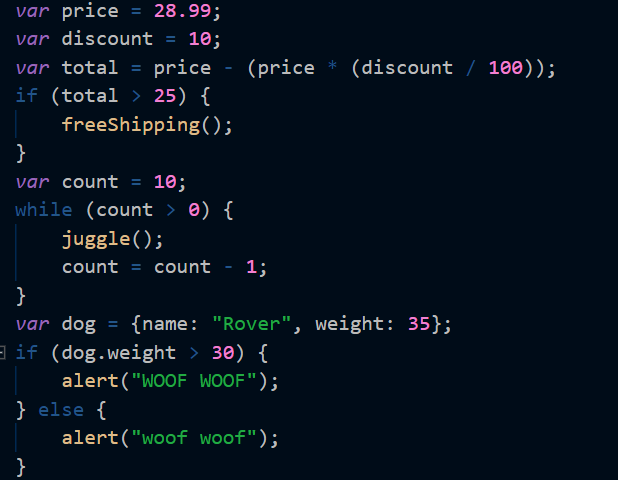 var price = 28.99;
var discount = 10;
var total = price - (price * (discount / 100));
if (total > 25) {
    freeShipping();
}
var count = 10;
while (count > 0) {
    juggle();
    count = count - 1;
}
var dog = {name: "Rover", weight: 35};
if (dog.weight > 30) {
    alert("WOOF WOOF");
} else {
    alert("woof woof");
}